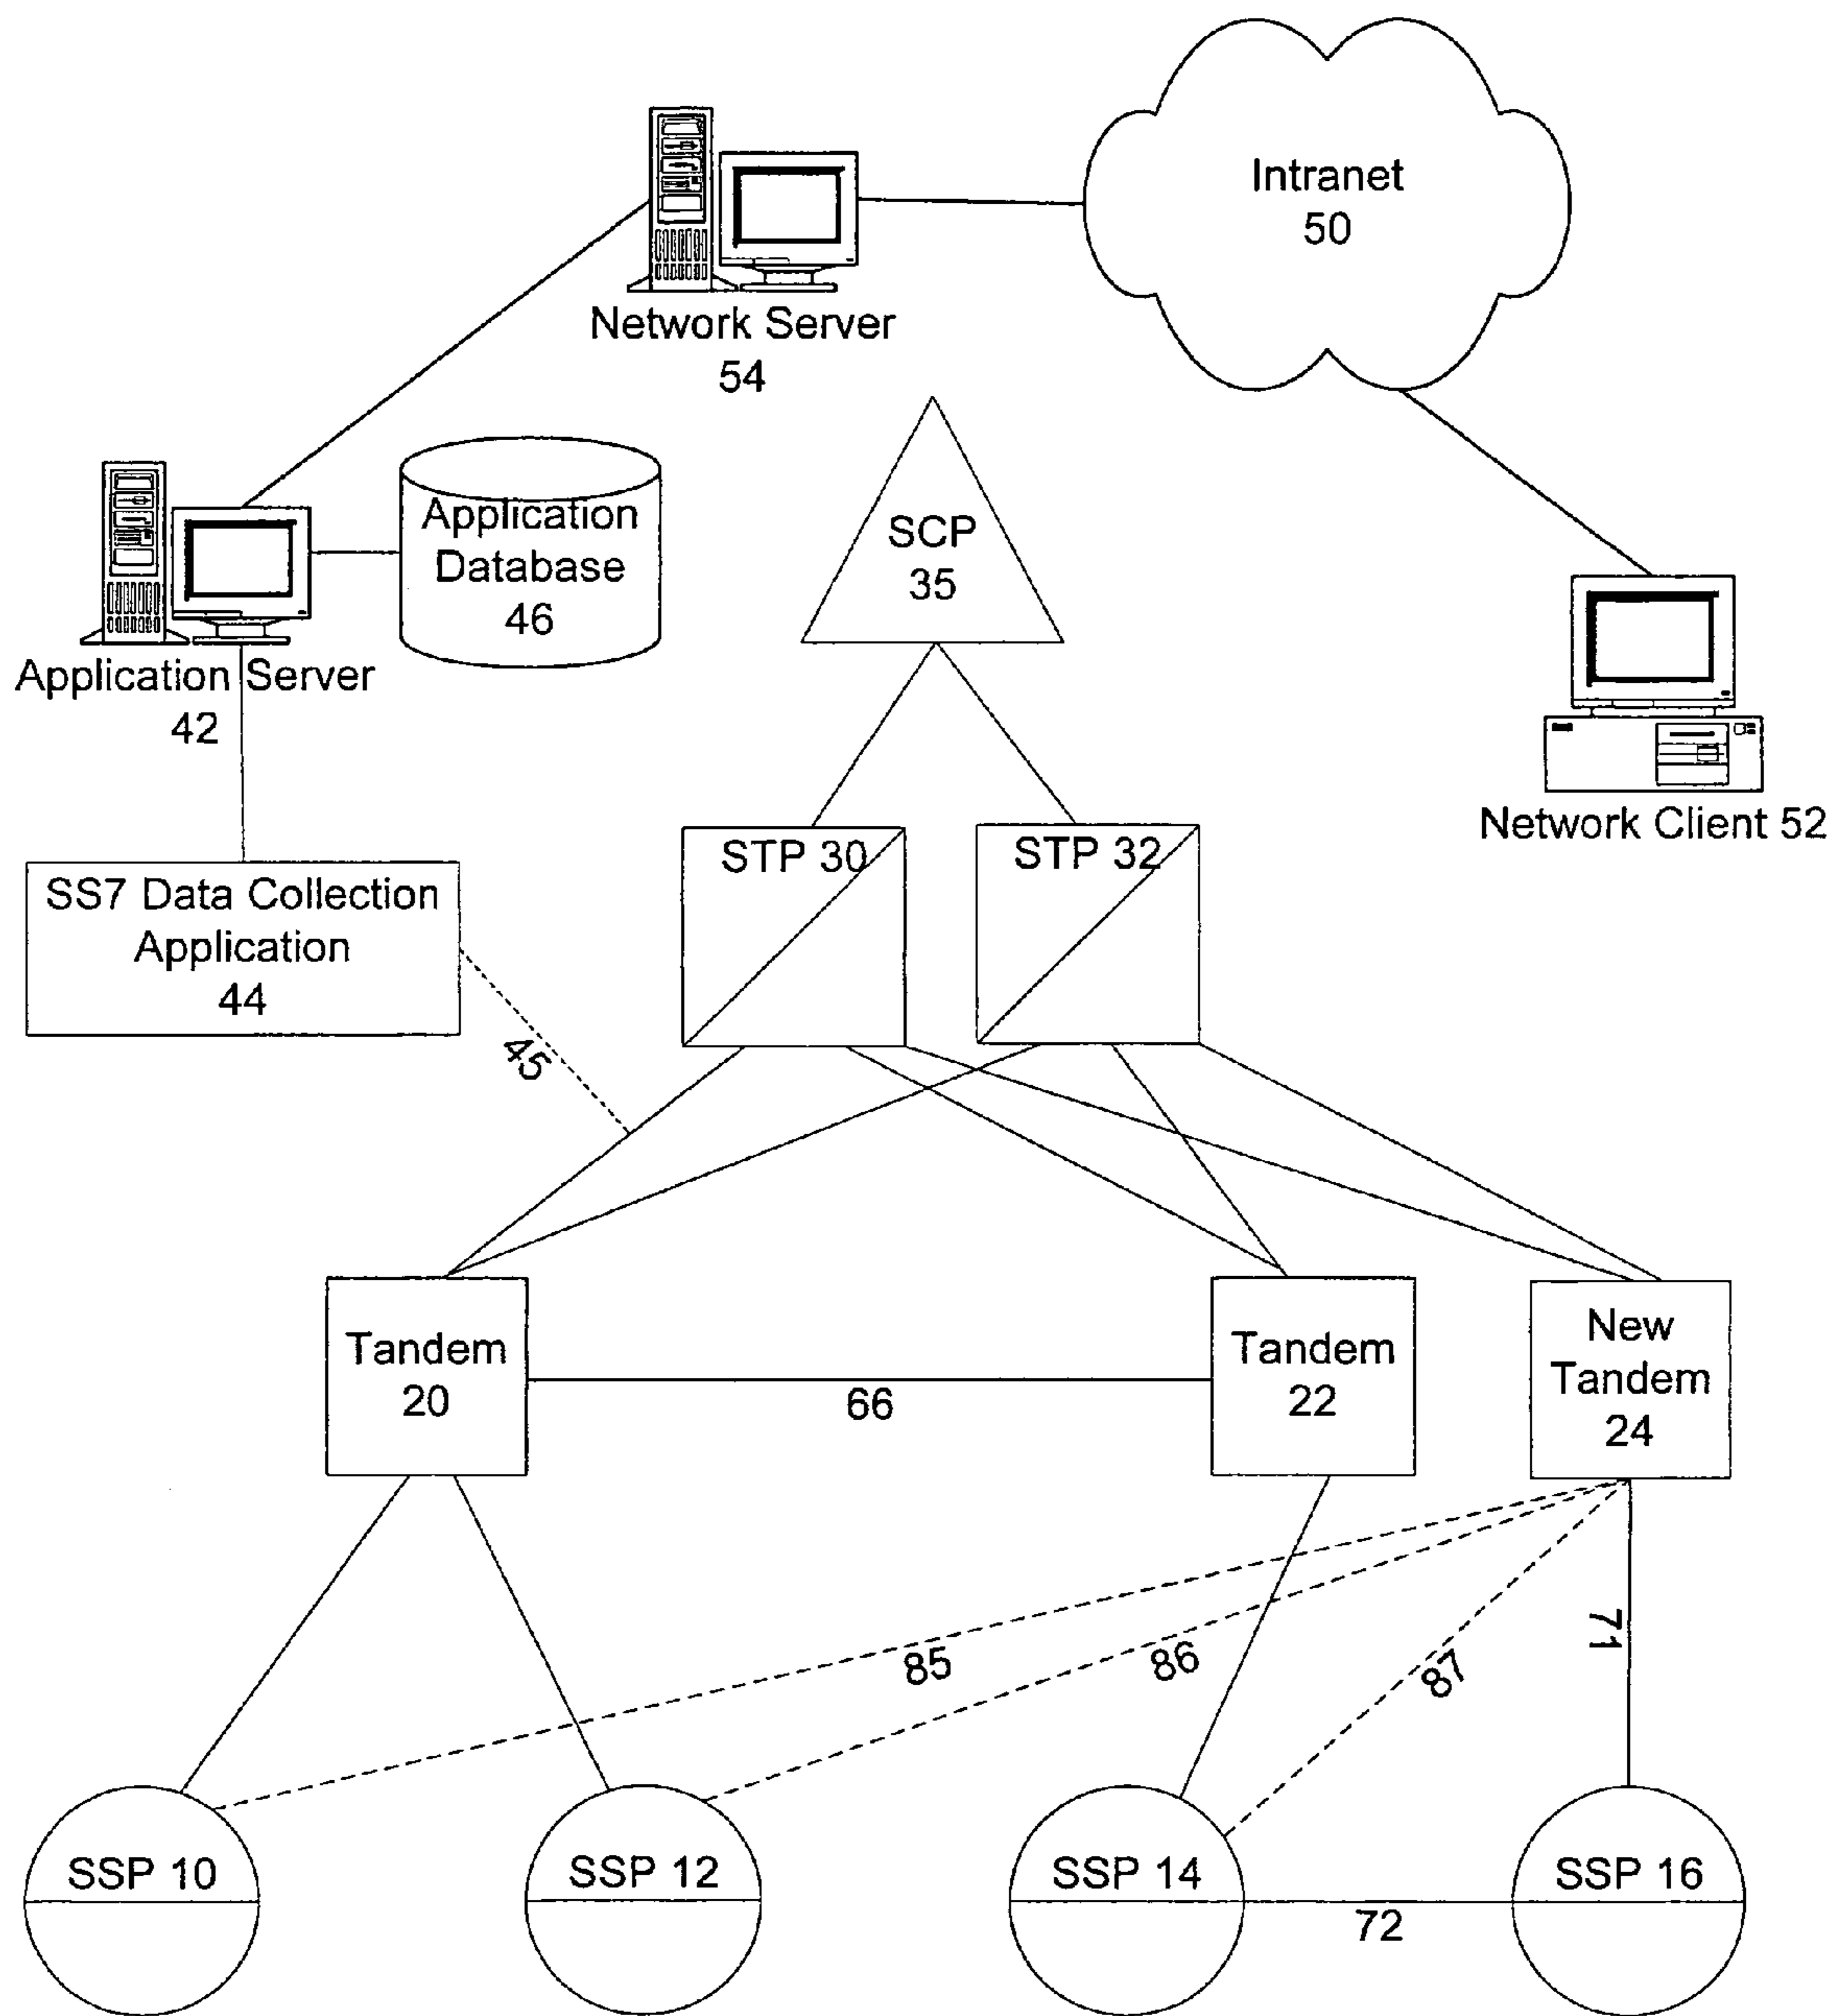 Intranet
50
Network Server
54
Application
Database
46
SCP
35
Application Server
42
Network Client 52
STP 30
STP 32
SS7 Data Collection
Application
44
45
Tandem
20
66
Tandem
22
New
Tandem
24
85
86
87
71
SSP 10
SSP 12
SSP 14
SSP 16
72